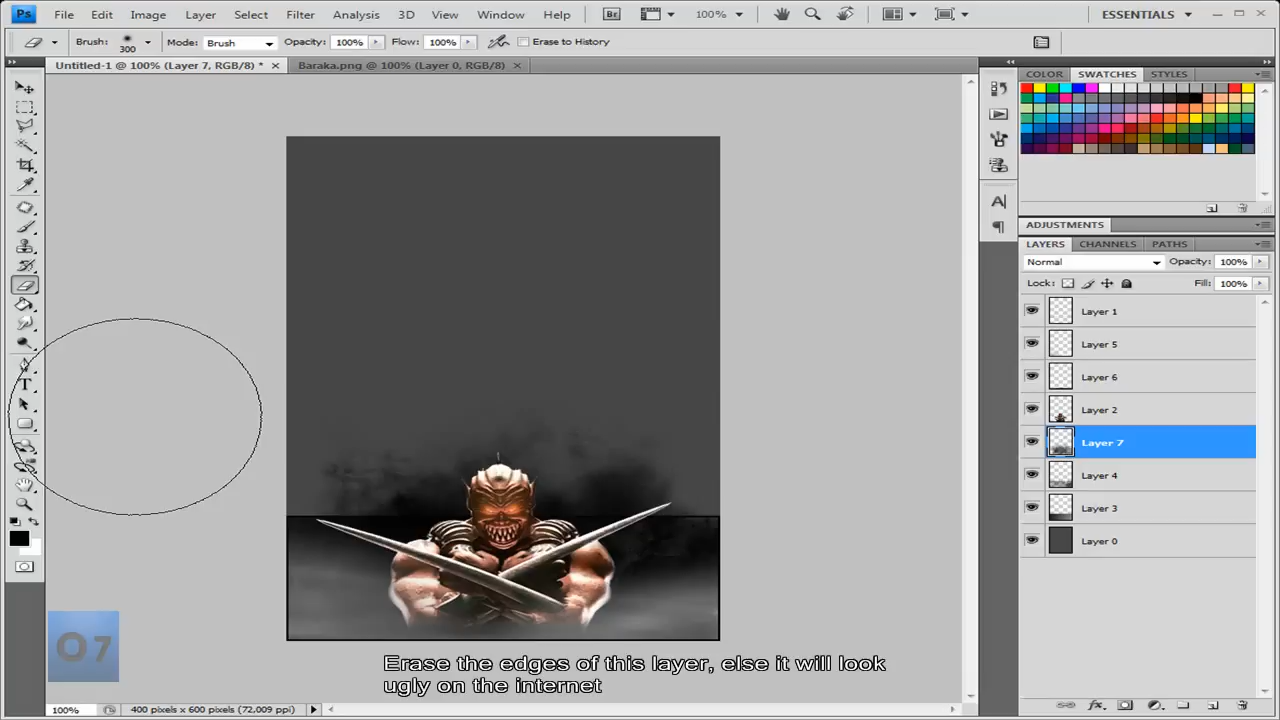 Ps File Edit Image Layer Select Filter Analysis 3D View Window Help Br 100% ESSENTIALS
Brush: 300 Mode: Brush Opacity: 100% Flow: 100% Erase to History
Untitled-1 @ 100% (Layer 7, RGB/8) * Baraka.png @ 100% (Layer 0, RGB/8)
COLOR SWATCHES STYLES
ADJUSTMENTS
LAYERS CHANNELS PATHS
Normal Opacity: 100%
Lock: Fill: 100%
Layer 1
Layer 5
Layer 6
Layer 2
Layer 7
Layer 4
Layer 3
Layer 0
07
Erase the edges of this layer, else it will look
ugly on the internet
100% 400 pixels x 600 pixels (72,009 ppi)